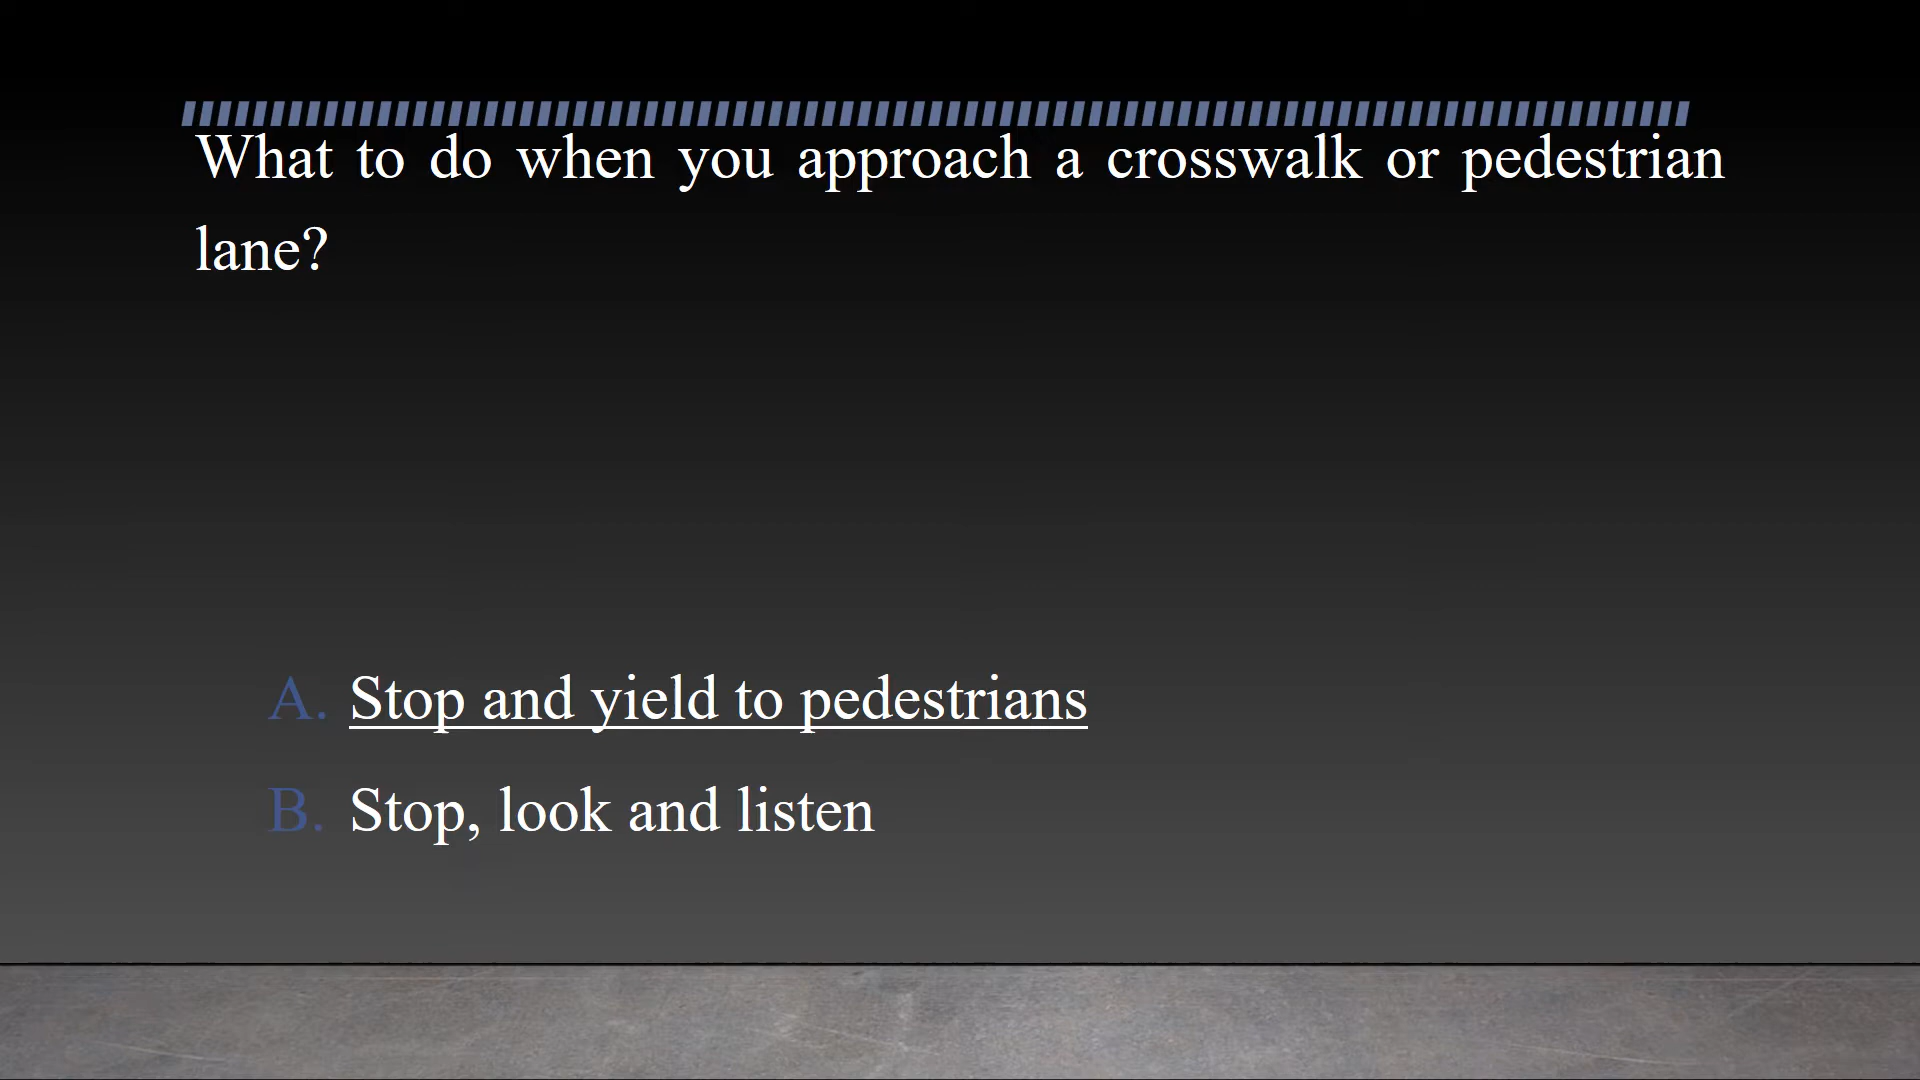 What to do when you approach a crosswalk or pedestrian
lane?
A. Stop and yield to pedestrians
B. Stop, look and listen